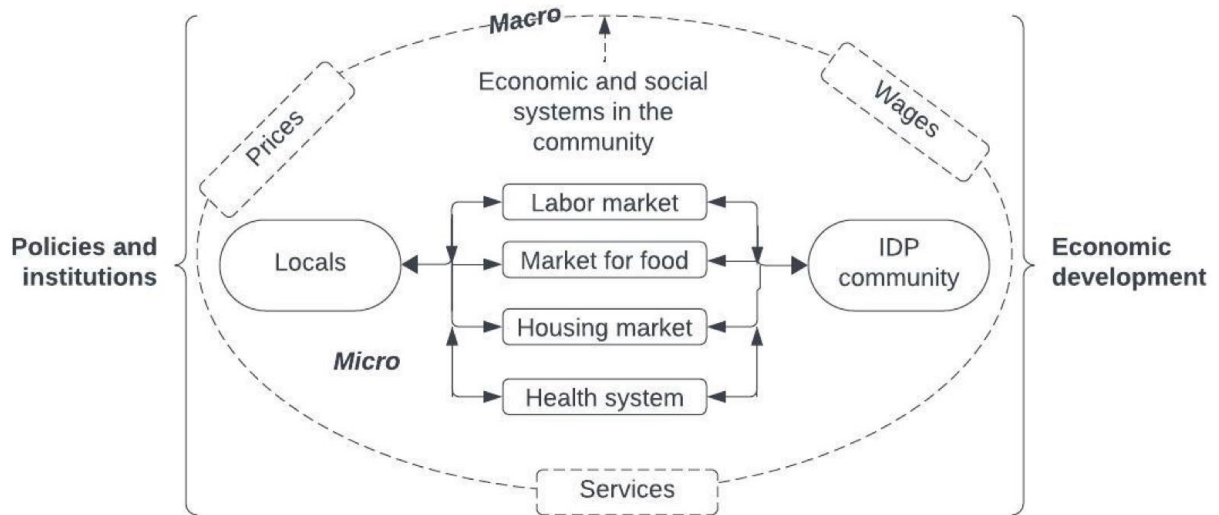 Macro
Economic and social
systems in the
community
Prices
Wages
Labor market
Policies and
institutions
Locals
Market for food
IDP
community
Economic
development
Housing market
Micro
Health system
Services